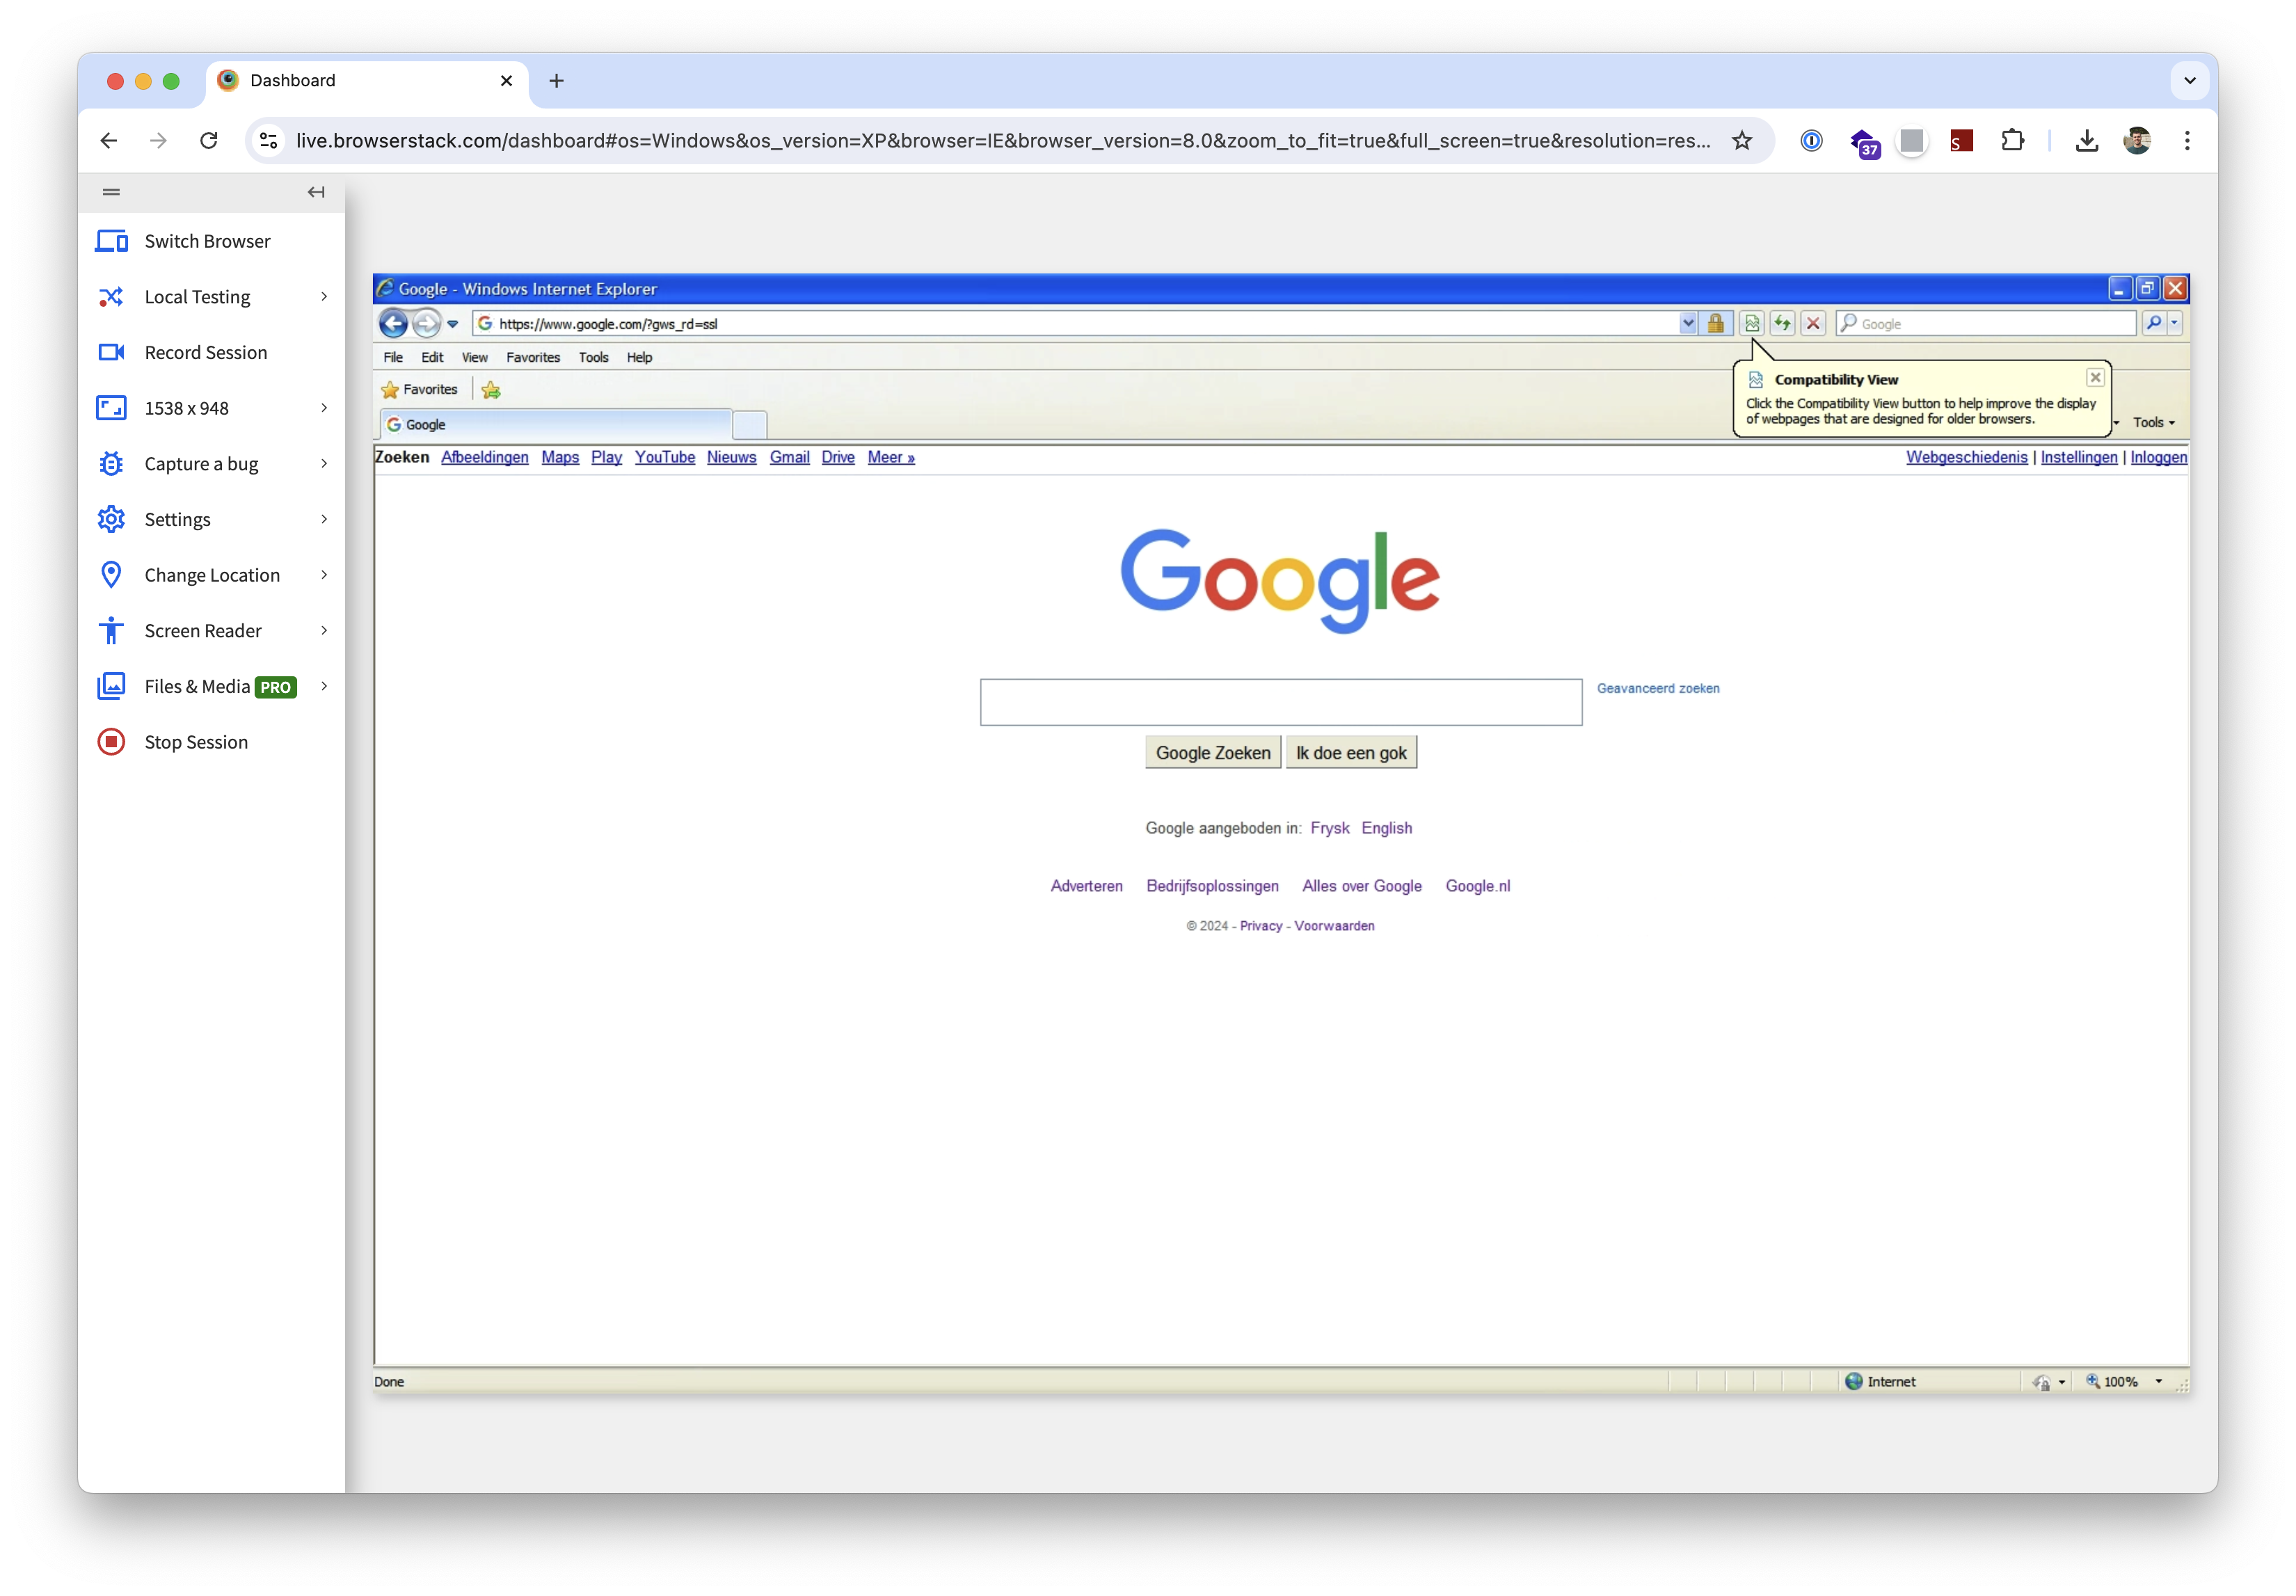 Dashboard
live.browserstack.com/dashboard#os=Windows&os_version=XP&browser=IE&browser_version=8.0&zoom_to_fit=true&full_screen=true&resolution=res...
37
S
Switch Browser
Local Testing
Record Session
1538 x 948
Capture a bug
Settings
Change Location
Screen Reader
Files & Media PRO
Stop Session
Google - Windows Internet Explorer
https://www.google.com/?gws_rd=ssl
Google
File Edit View Favorites Tools Help
Favorites
Compatibility View
Click the Compatibility View button to help improve the display
of webpages that are designed for older browsers.
Google
Tools
Zoeken Afbeeldingen Maps Play YouTube Nieuws Gmail Drive Meer »
Webgeschiedenis | Instellingen | Inloggen
Google
Geavanceerd zoeken
Google Zoeken Ik doe een gok
Google aangeboden in: Frysk English
Adverteren Bedrijfsoplossingen Alles over Google Google.nl
© 2024 - Privacy - Voorwaarden
Done
Internet
100%